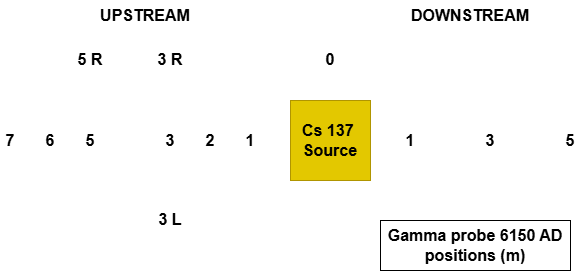 UPSTREAM DOWNSTREAM
5 R 3 R 0
7 6 5 3 2 1 Cs 137 Source 1 3 5
3 L
Gamma probe 6150 AD
positions (m)